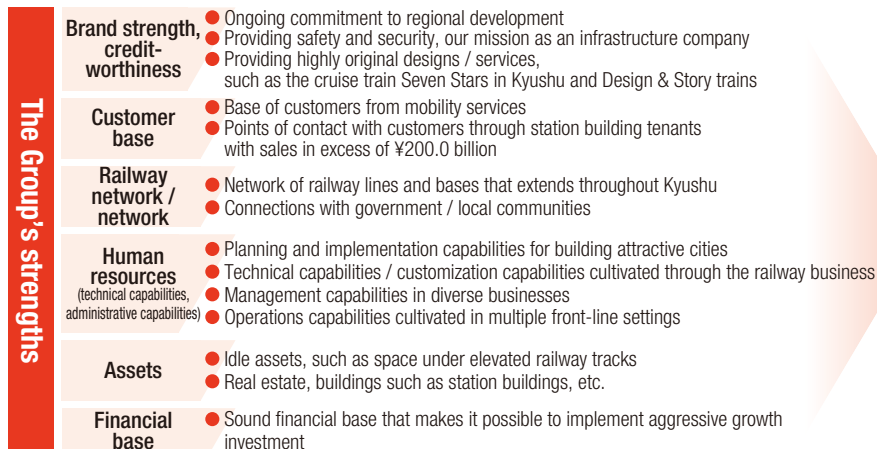 The Group's strengths
Brand strength,
credit-
worthiness
● Ongoing commitment to regional development
● Providing safety and security, our mission as an infrastructure company
● Providing highly original designs / services,
such as the cruise train Seven Stars in Kyushu and Design & Story trains
Customer
base
● Base of customers from mobility services
● Points of contact with customers through station building tenants
with sales in excess of ¥200.0 billion
Railway
network /
network
● Network of railway lines and bases that extends throughout Kyushu
● Connections with government / local communities
Human
resources
(technical capabilities,
administrative capabilities)
● Planning and implementation capabilities for building attractive cities
● Technical capabilities / customization capabilities cultivated through the railway business
● Management capabilities in diverse businesses
● Operations capabilities cultivated in multiple front-line settings
Assets
● Idle assets, such as space under elevated railway tracks
● Real estate, buildings such as station buildings, etc.
Financial
base
● Sound financial base that makes it possible to implement aggressive growth
investment